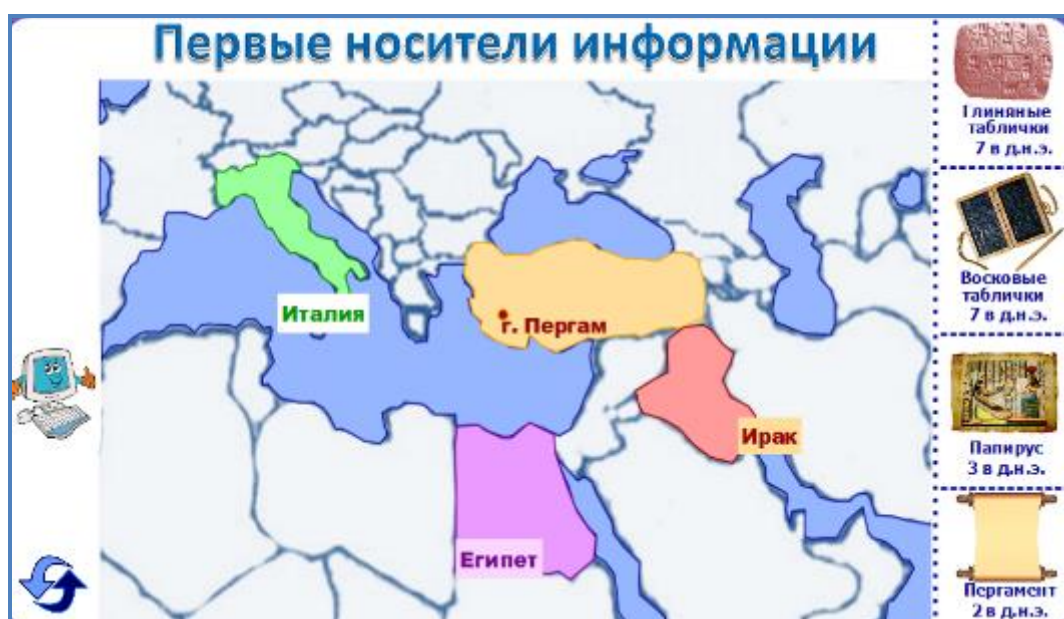 Первые носители информации
Италия
г. Пергам
Ирак
Египет
Глиняные
таблички
7 в д.н.э.
Восковые
таблички
7 в д.н.э.
Папирус
3 в д.н.э.
Пергамент
2 в д.н.э.